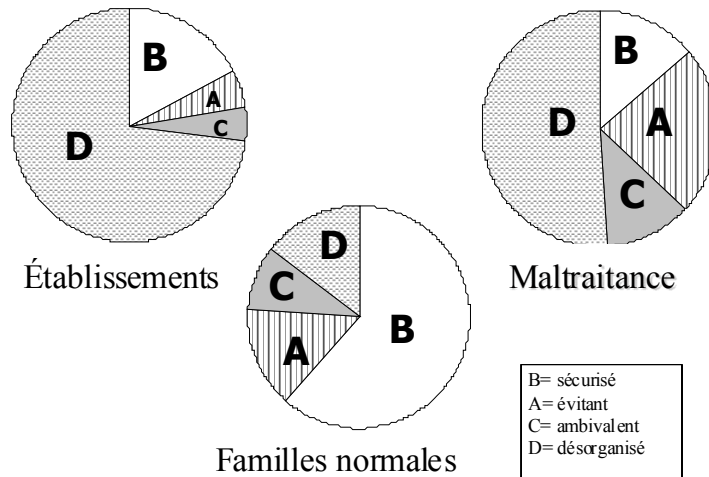 B
A
C
D
Établissements
B
A
C
D
Maltraitance
D
C
A
B
Familles normales
B= sécurisé
A= évitant
C= ambivalent
D= désorganisé